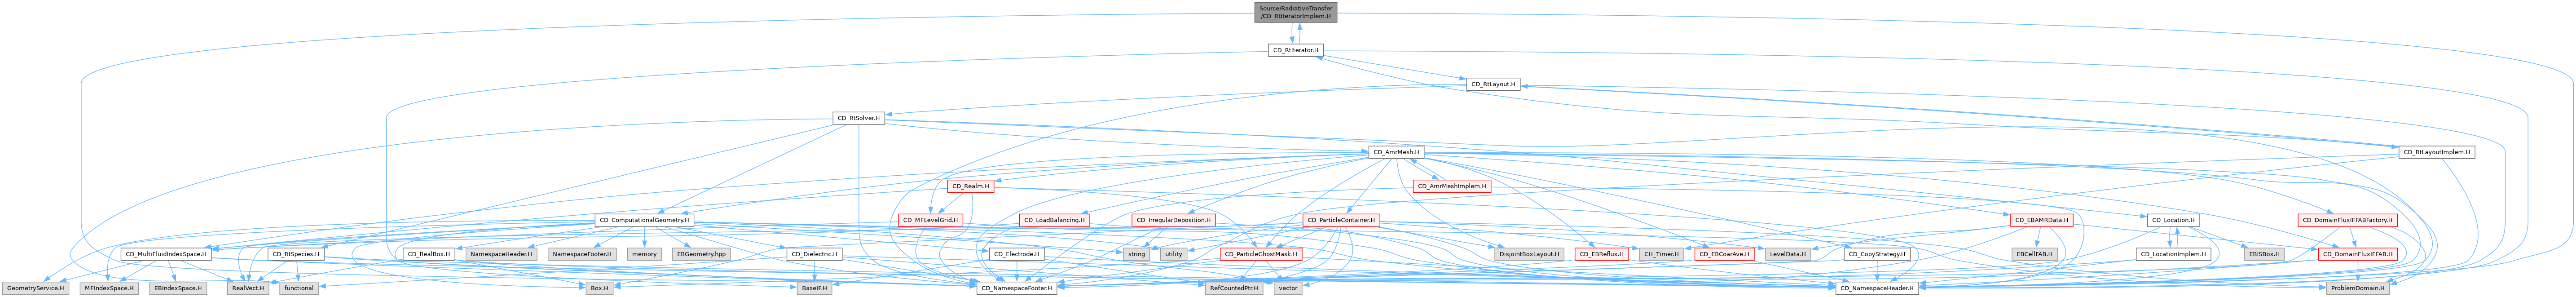 Source/RadiativeTransfer
/CD_RtIteratorImplem.H
CD_RtIterator.H
CD_RtLayout.H
CD_RtSolver.H
CD_AmrMesh.H
CD_RtLayoutImplem.H
CD_Realm.H
CD_AmrMeshImplem.H
CD_ComputationalGeometry.H
CD_MFLevelGrid.H
CD_LoadBalancing.H
CD_IrregularDeposition.H
CD_ParticleContainer.H
CD_EBAMRData.H
CD_Location.H
CD_DomainFluxIFFABFactory.H
CD_MultiFluidIndexSpace.H
CD_RtSpecies.H
CD_RealBox.H
NamespaceHeader.H
NamespaceFooter.H
memory
EBGeometry.hpp
CD_Dielectric.H
CD_Electrode.H
string
utility
CD_ParticleGhostMask.H
DisjointBoxLayout.H
CD_EBReflux.H
CH_Timer.H
CD_EBCoarAve.H
LevelData.H
CD_CopyStrategy.H
EBCellFAB.H
CD_LocationImplem.H
EBISBox.H
CD_DomainFluxIFFAB.H
GeometryService.H
MFIndexSpace.H
EBIndexSpace.H
RealVect.H
functional
Box.H
BaseIF.H
CD_NamespaceFooter.H
RefCountedPtr.H
vector
CD_NamespaceHeader.H
ProblemDomain.H